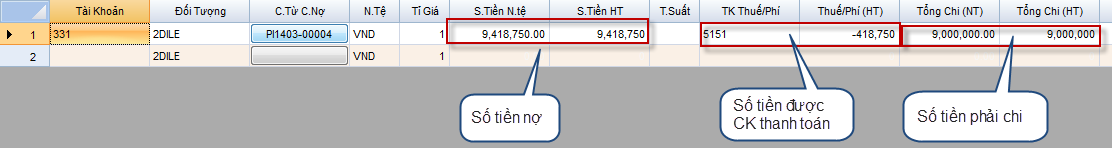 Tài Khoản Đối Tượng C.Từ C.Nợ N.Tệ Tỉ Giá S.Tiền N.tệ S.Tiền HT T.Suất TK Thuế/Phí Thuế/Phí (HT) Tổng Chi (NT) Tổng Chi (HT)
1 331 2DILE PI1403-00004 VND 1 9,418,750.00 9,418,750 5151 -418,750 9,000,000.00 9,000,000
2 2DILE VND 1
Số tiền nợ
Số tiền được
CK thanh toán
Số tiền phải chi